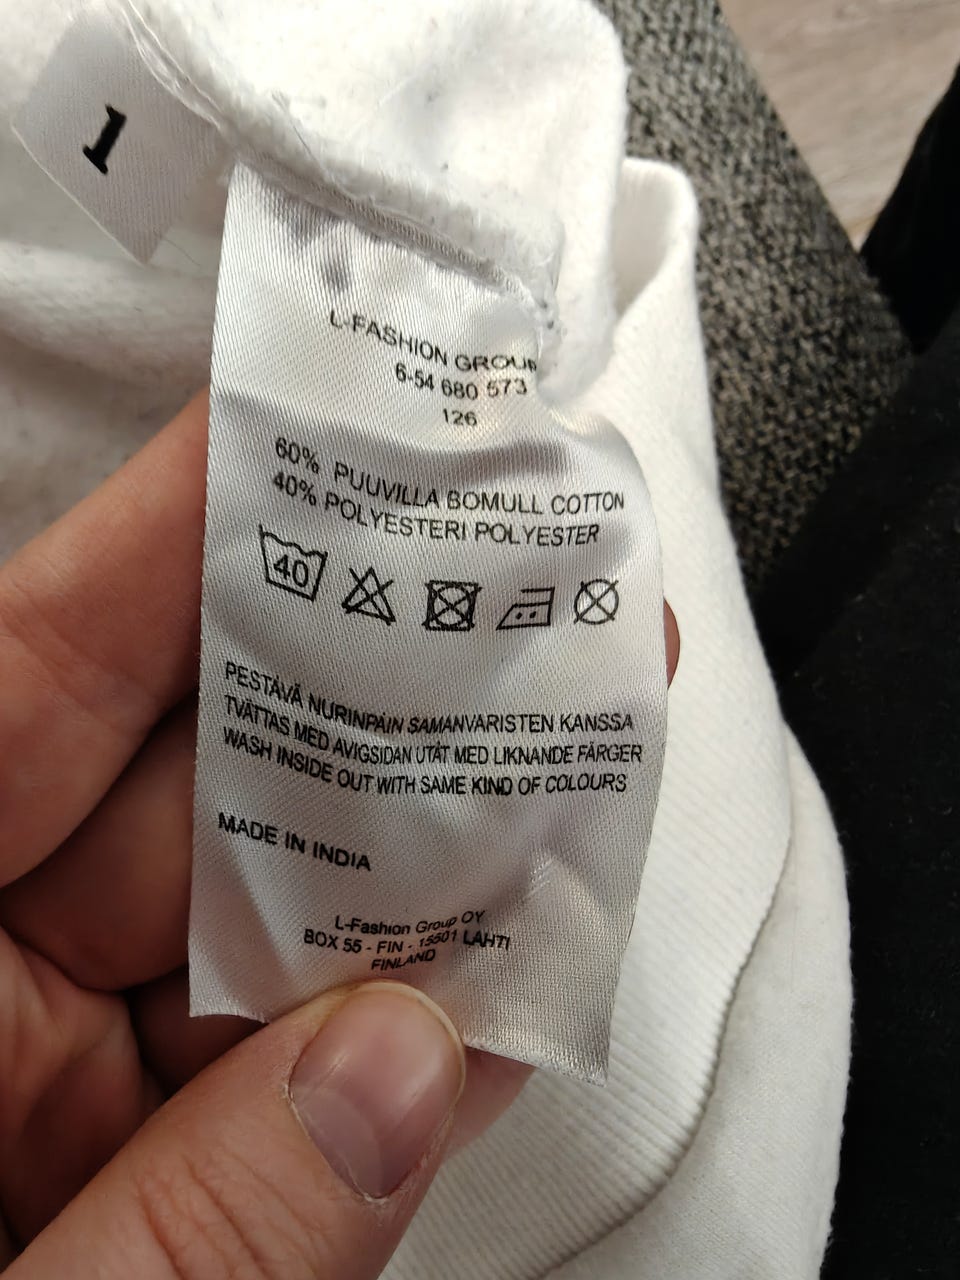 1
L-FASHION GROUP
6-54 680 573
126
60% PUUVILLA BOMULL COTTON
40% POLYESTERI POLYESTER
40
PESTÄVÄ NURINPÄIN SAMANVÄRISTEN KANSSA
TVÄTTAS MED AVIGSIDAN UTÅT MED LIKNANDE FÄRGER
WASH INSIDE OUT WITH SAME KIND OF COLOURS
MADE IN INDIA
L-Fashion Group OY
BOX 55 - FIN - 15501 LAHTI
FINLAND